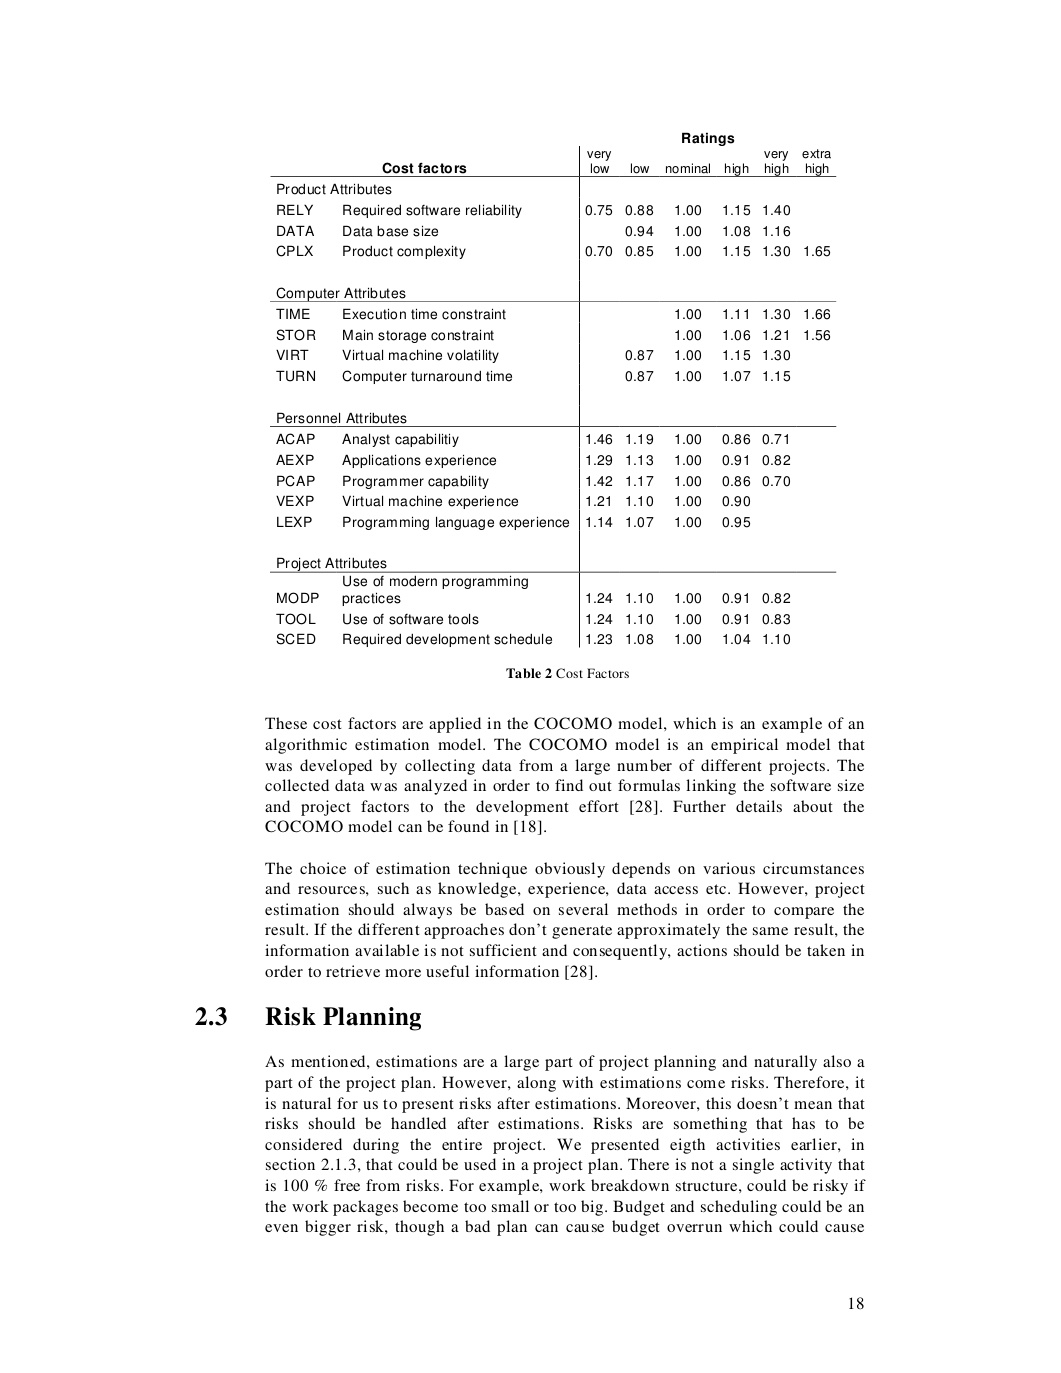 Ratings
Cost factors very low low nominal high very high extra high
Product Attributes
RELY Required software reliability 0.75 0.88 1.00 1.15 1.40
DATA Data base size 0.94 1.00 1.08 1.16
CPLX Product complexity 0.70 0.85 1.00 1.15 1.30 1.65
Computer Attributes
TIME Execution time constraint 1.00 1.11 1.30 1.66
STOR Main storage constraint 1.00 1.06 1.21 1.56
VIRT Virtual machine volatility 0.87 1.00 1.15 1.30
TURN Computer turnaround time 0.87 1.00 1.07 1.15
Personnel Attributes
ACAP Analyst capabilitiy 1.46 1.19 1.00 0.86 0.71
AEXP Applications experience 1.29 1.13 1.00 0.91 0.82
PCAP Programmer capability 1.42 1.17 1.00 0.86 0.70
VEXP Virtual machine experience 1.21 1.10 1.00 0.90
LEXP Programming language experience 1.14 1.07 1.00 0.95
Project Attributes
Use of modern programming
MODP practices 1.24 1.10 1.00 0.91 0.82
TOOL Use of software tools 1.24 1.10 1.00 0.91 0.83
SCED Required development schedule 1.23 1.08 1.00 1.04 1.10
Table 2 Cost Factors
These cost factors are applied in the COCOMO model, which is an example of an
algorithmic estimation model. The COCOMO model is an empirical model that
was developed by collecting data from a large number of different projects. The
collected data was analyzed in order to find out formulas linking the software size
and project factors to the development effort [28]. Further details about the
COCOMO model can be found in [18].
The choice of estimation technique obviously depends on various circumstances
and resources, such as knowledge, experience, data access etc. However, project
estimation should always be based on several methods in order to compare the
result. If the different approaches don’t generate approximately the same result, the
information available is not sufficient and consequently, actions should be taken in
order to retrieve more useful information [28].
2.3 Risk Planning
As mentioned, estimations are a large part of project planning and naturally also a
part of the project plan. However, along with estimations come risks. Therefore, it
is natural for us to present risks after estimations. Moreover, this doesn’t mean that
risks should be handled after estimations. Risks are something that has to be
considered during the entire project. We presented eigth activities earlier, in
section 2.1.3, that could be used in a project plan. There is not a single activity that
is 100 % free from risks. For example, work breakdown structure, could be risky if
the work packages become too small or too big. Budget and scheduling could be an
even bigger risk, though a bad plan can cause budget overrun which could cause
18